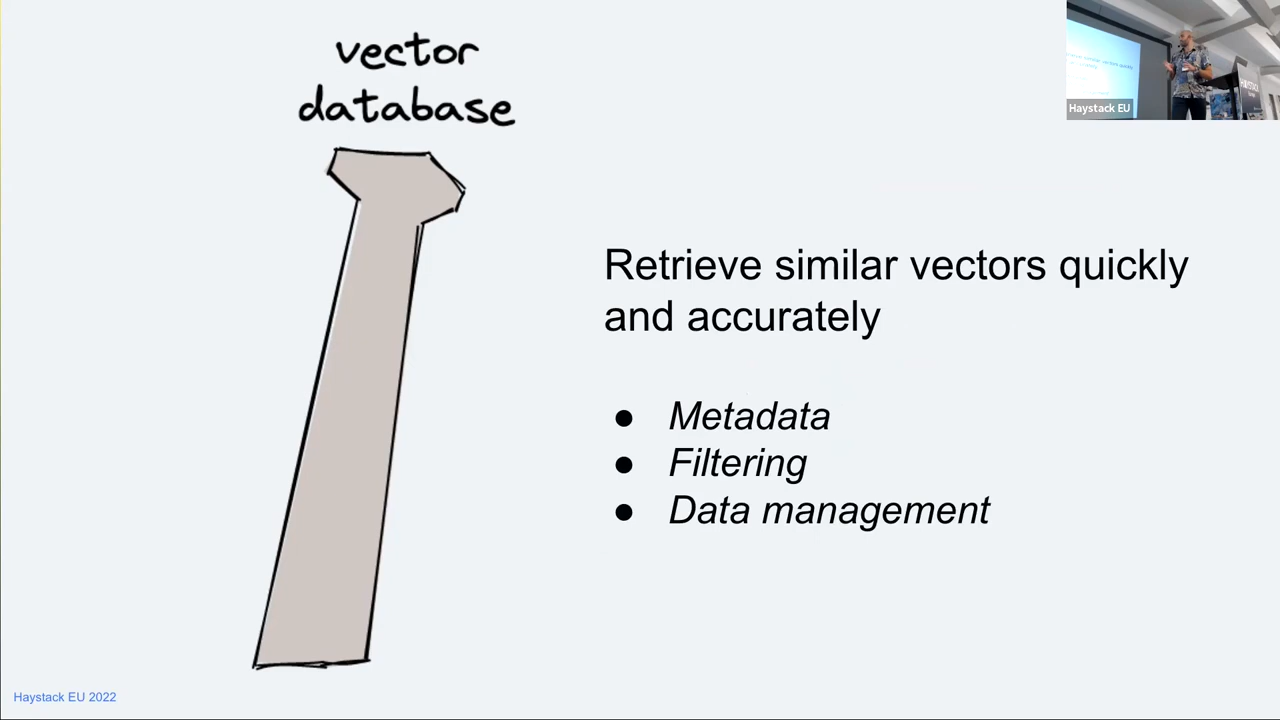 vector
database
Retrieve similar vectors quickly
and accurately
● Metadata
● Filtering
● Data management
Haystack EU 2022
Haystack EU